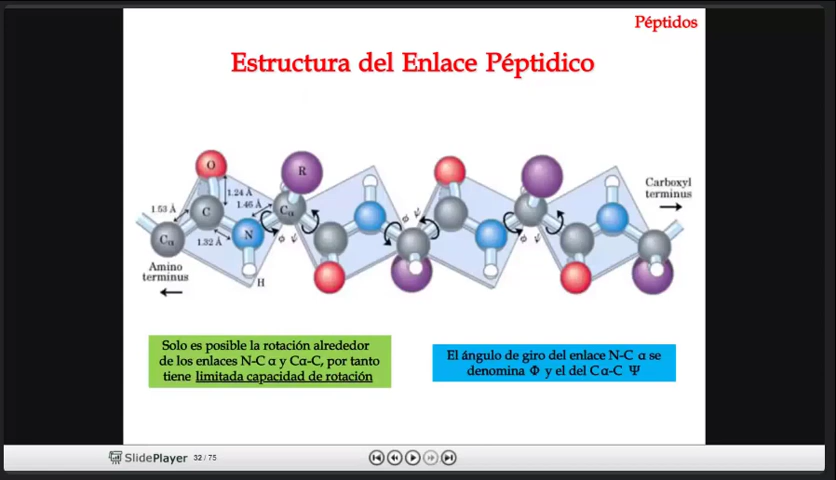 Péptidos
Estructura del Enlace Péptidico
O
R
1.24 Å
1.46 Å
1.53 Å
C
Cα
N
Cα
1.32 Å
ϕ ψ
H
ϕ ψ
ϕ ψ
Amino
terminus
Carboxyl
terminus
Solo es posible la rotación alrededor
de los enlaces N-C α y Cα-C, por tanto
tiene limitada capacidad de rotación
El ángulo de giro del enlace N-C α se
denomina Φ y el del Cα-C Ψ
SlidePlayer 32 / 75